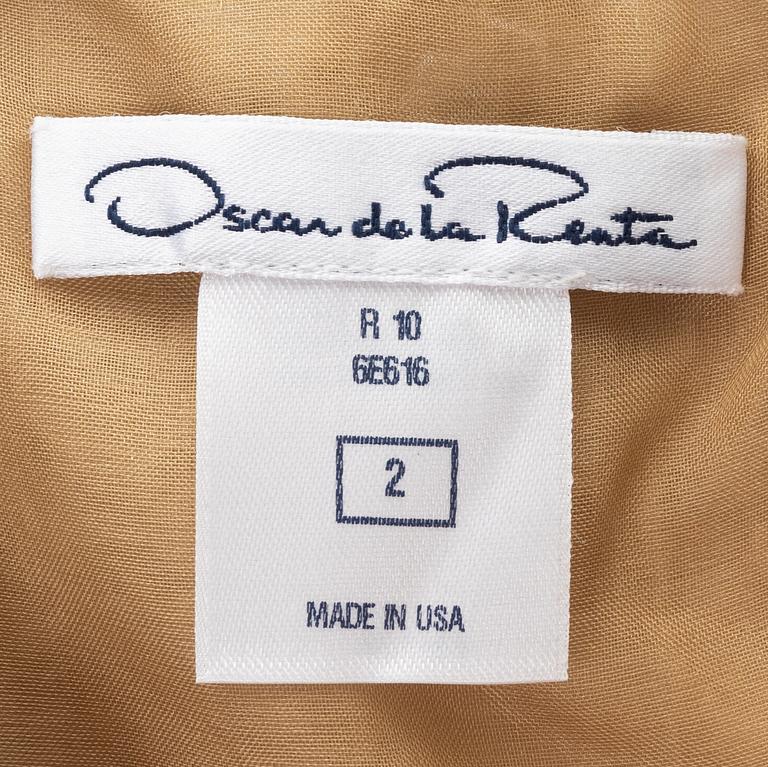 Oscar de la Renta
R 10
6E616
2
MADE IN USA